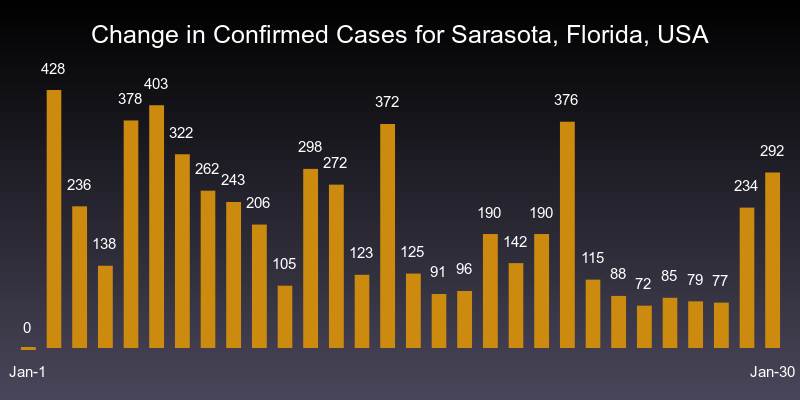 Change in Confirmed Cases for Sarasota, Florida, USA
0 428 236 138 378 403 322 262 243 206 105 298 272 123 372 125 91 96 190 142 190 376 115 88 72 85 79 77 234 292
Jan-1 Jan-30